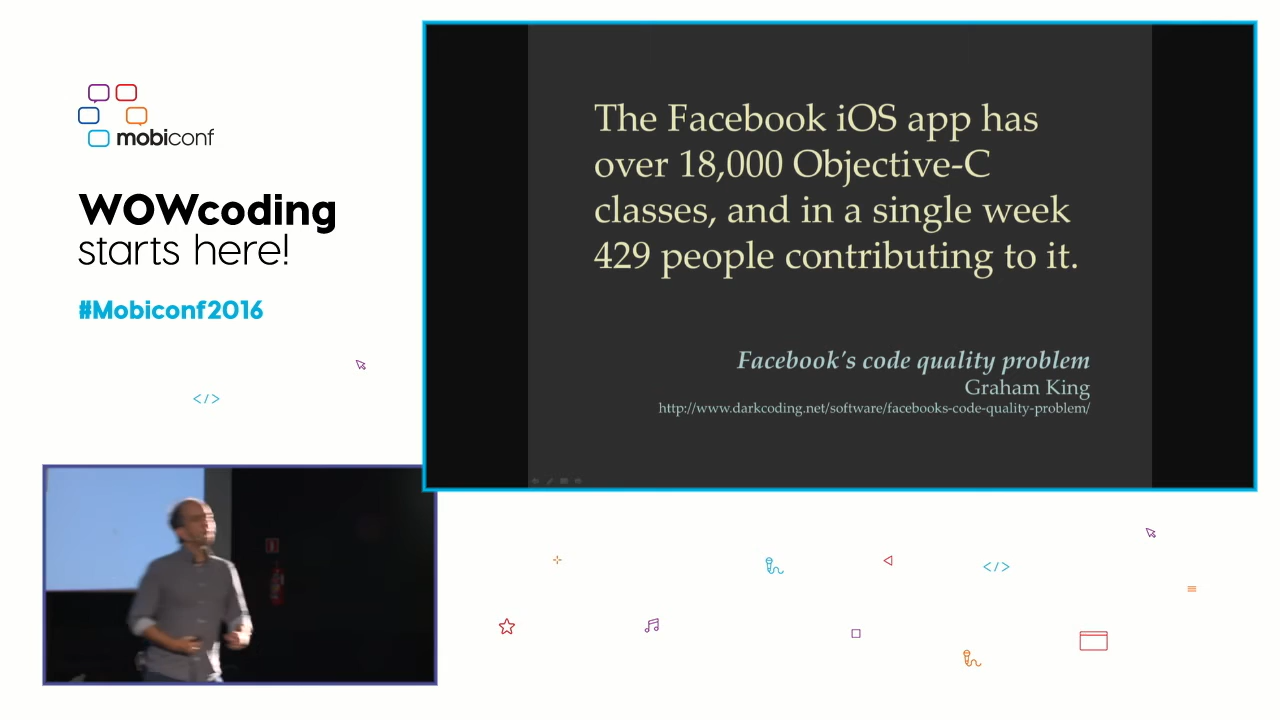 mobiconf
WOWcoding
starts here!
#Mobiconf2016
</>
The Facebook iOS app has
over 18,000 Objective-C
classes, and in a single week
429 people contributing to it.
Facebook's code quality problem
Graham King
http://www.darkcoding.net/software/facebooks-code-quality-problem/
</>